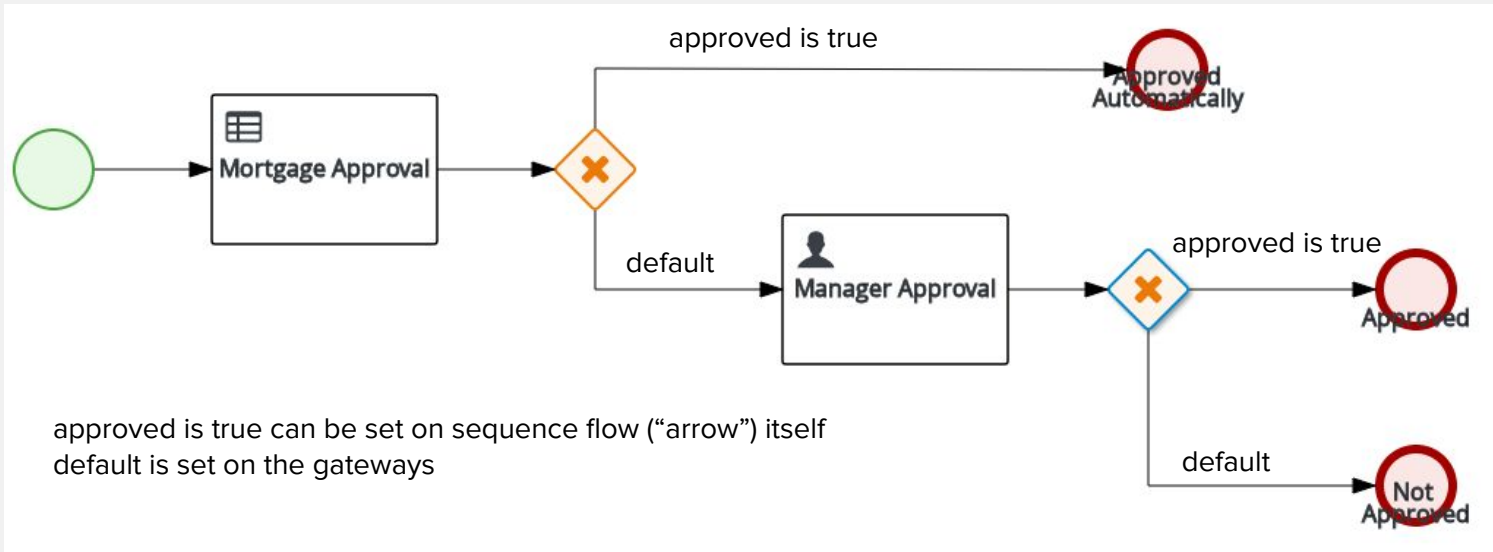 approved is true
Approved
Automatically
Mortgage Approval
default
approved is true
Manager Approval
Approved
approved is true can be set on sequence flow (“arrow”) itself
default is set on the gateways
default
Not
Approved